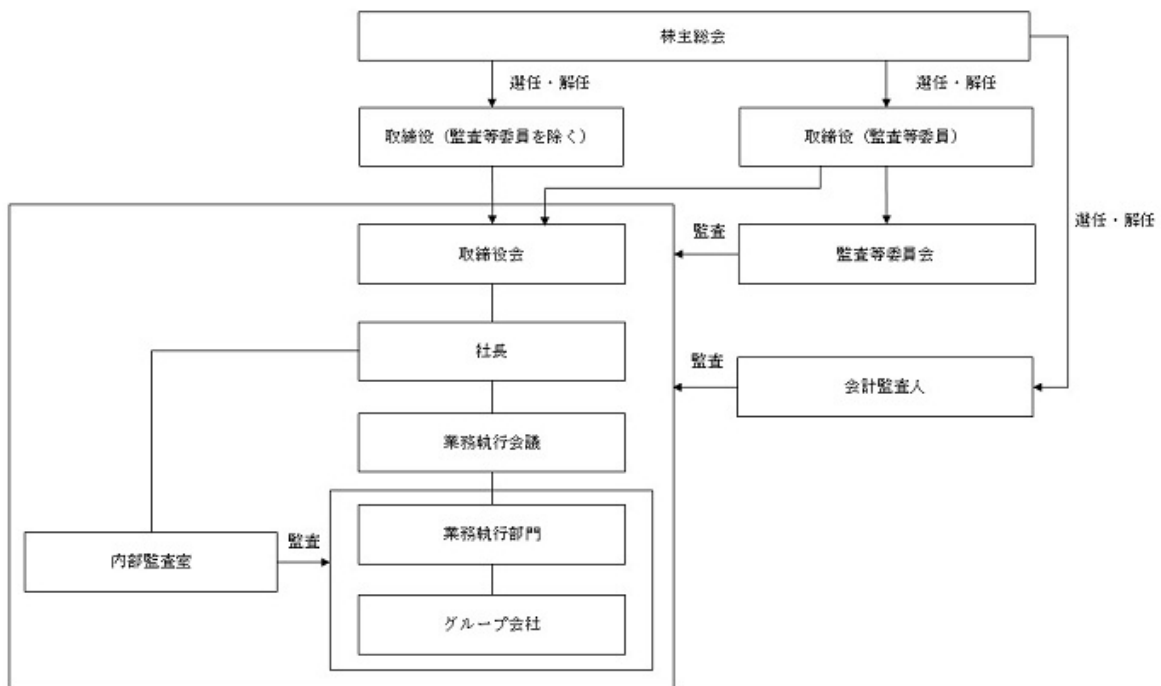 株主総会
選任・解任
選任・解任
取締役（監査等委員を除く）
取締役（監査等委員）
選任・解任
取締役会
監査
監査等委員会
社長
監査
会計監査人
業務執行会議
業務執行部門
内部監査室
監査
グループ会社